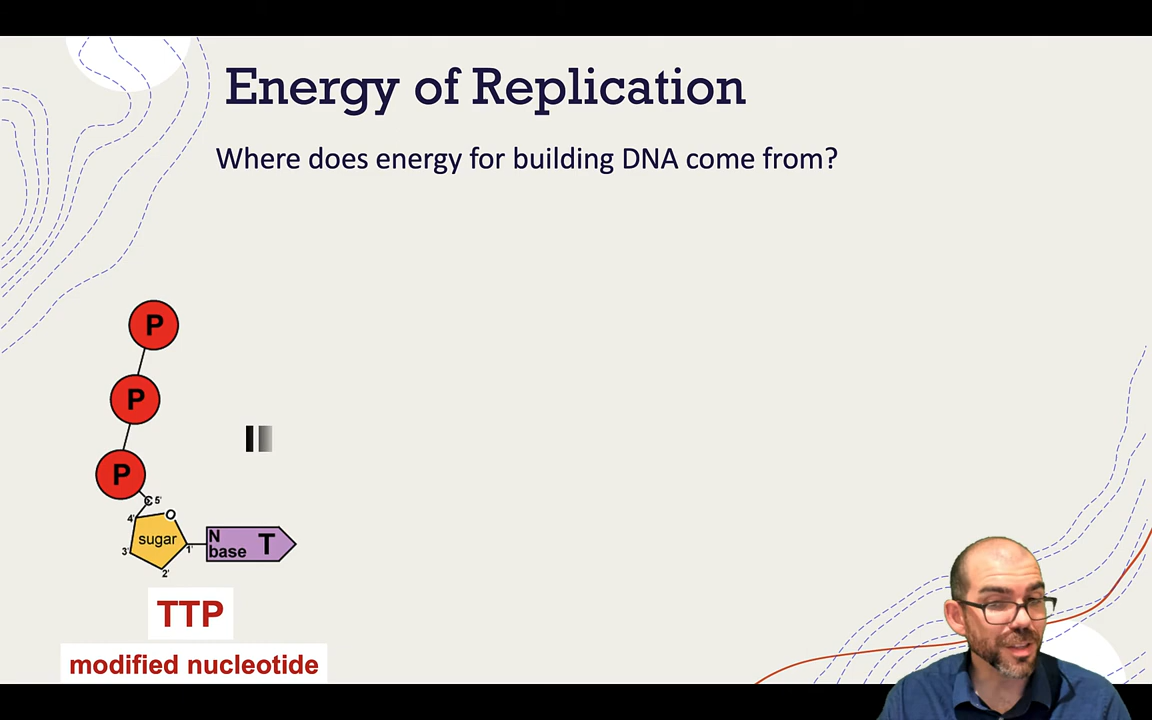 Energy of Replication
Where does energy for building DNA come from?
P
P
P
C 5'
4' O
sugar
3' 1'
2'
N
base T
TTP
modified nucleotide